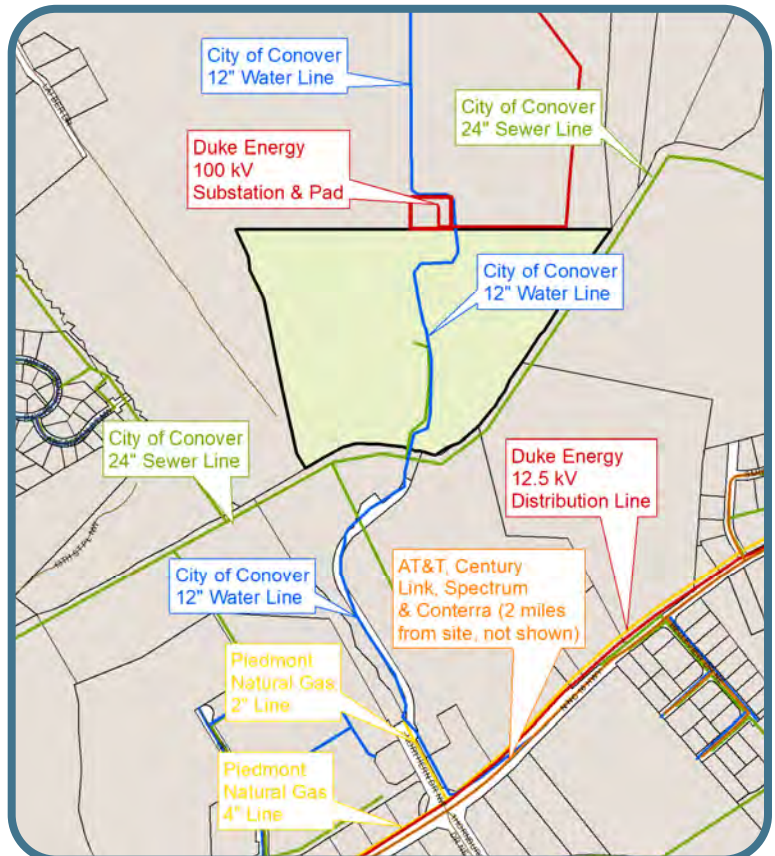 City of Conover
12" Water Line
City of Conover
24" Sewer Line
Duke Energy
100 kV
Substation & Pad
City of Conover
12" Water Line
City of Conover
24" Sewer Line
Duke Energy
12.5 kV
Distribution Line
AT&T, Century
Link, Spectrum
& Conterra (2 miles
from site, not shown)
City of Conover
12" Water Line
Piedmont
Natural Gas
2" Line
Piedmont
Natural Gas
4" Line